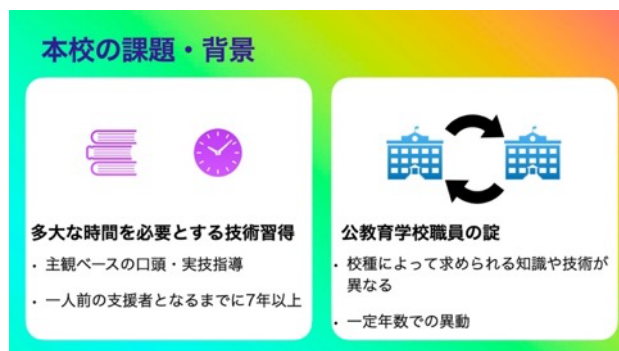 本校の課題・背景
多大な時間を必要とする技術習得
・主観ベースの口頭・実技指導
・一人前の支援者となるまでに7年以上
公教育学校職員の掟
・校種によって求められる知識や技術が
異なる
・一定年数での異動